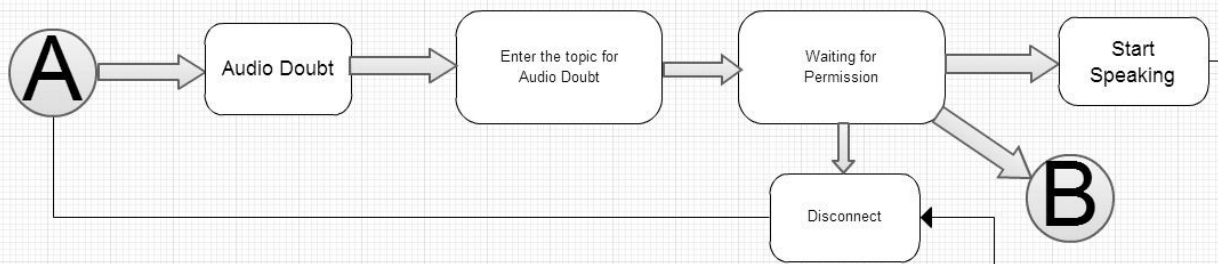 A
Audio Doubt
Enter the topic for
Audio Doubt
Waiting for
Permission
Start
Speaking
Disconnect
B